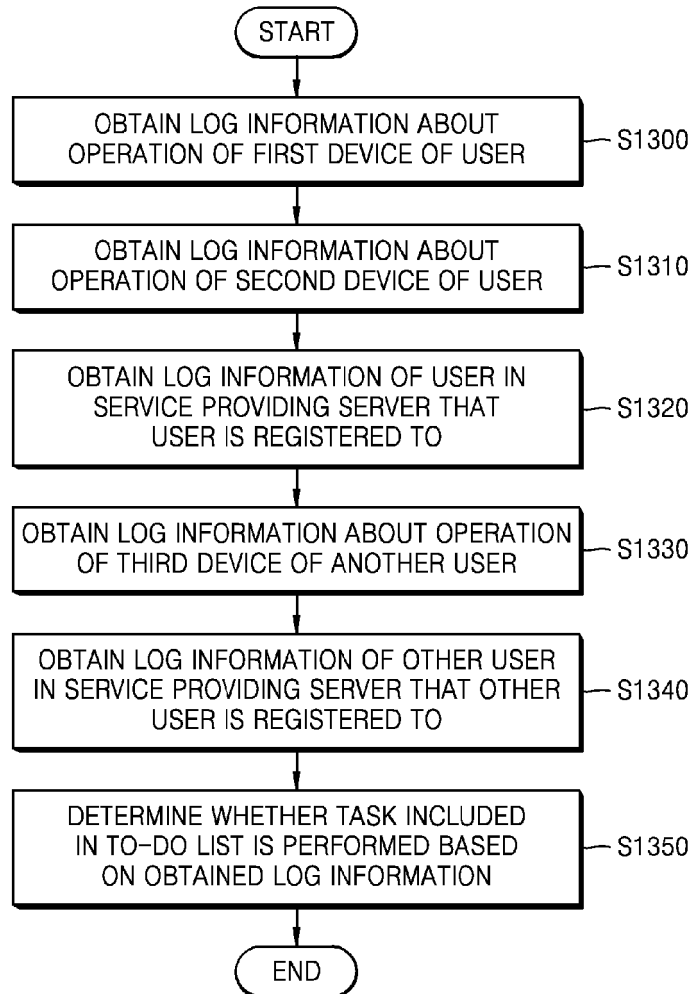 START
OBTAIN LOG INFORMATION ABOUT
OPERATION OF FIRST DEVICE OF USER
S1300
OBTAIN LOG INFORMATION ABOUT
OPERATION OF SECOND DEVICE OF USER
S1310
OBTAIN LOG INFORMATION OF USER IN
SERVICE PROVIDING SERVER THAT
USER IS REGISTERED TO
S1320
OBTAIN LOG INFORMATION ABOUT OPERATION
OF THIRD DEVICE OF ANOTHER USER
S1330
OBTAIN LOG INFORMATION OF OTHER USER
IN SERVICE PROVIDING SERVER THAT OTHER
USER IS REGISTERED TO
S1340
DETERMINE WHETHER TASK INCLUDED
IN TO-DO LIST IS PERFORMED BASED
ON OBTAINED LOG INFORMATION
S1350
END